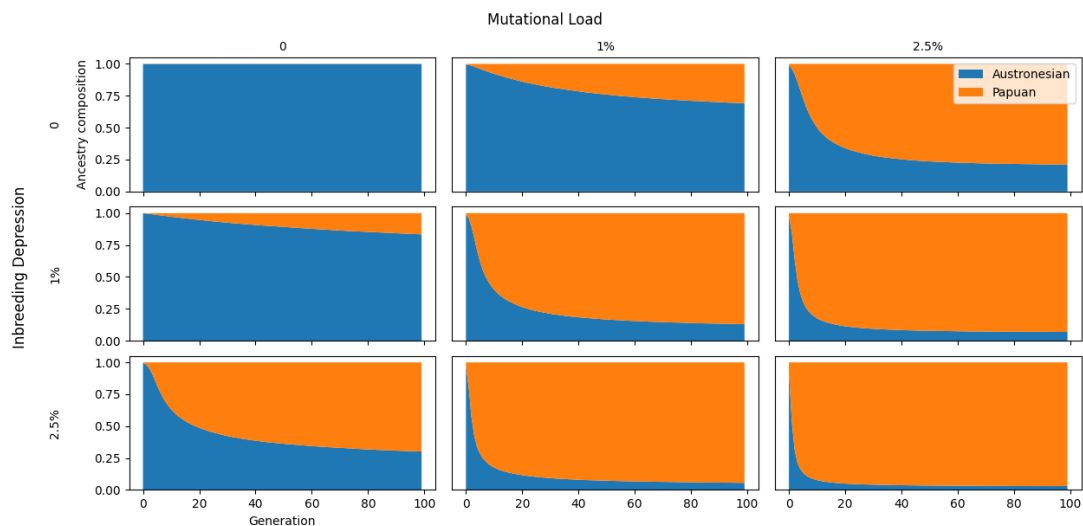 Mutational Load
0
1%
2.5%
Inbreeding Depression
0
Ancestry composition
1.00
0.75
0.50
0.25
0.00
Austronesian
Papuan
1%
1.00
0.75
0.50
0.25
0.00
2.5%
1.00
0.75
0.50
0.25
0.00
0 20 40 60 80 100
0 20 40 60 80 100
0 20 40 60 80 100
Generation